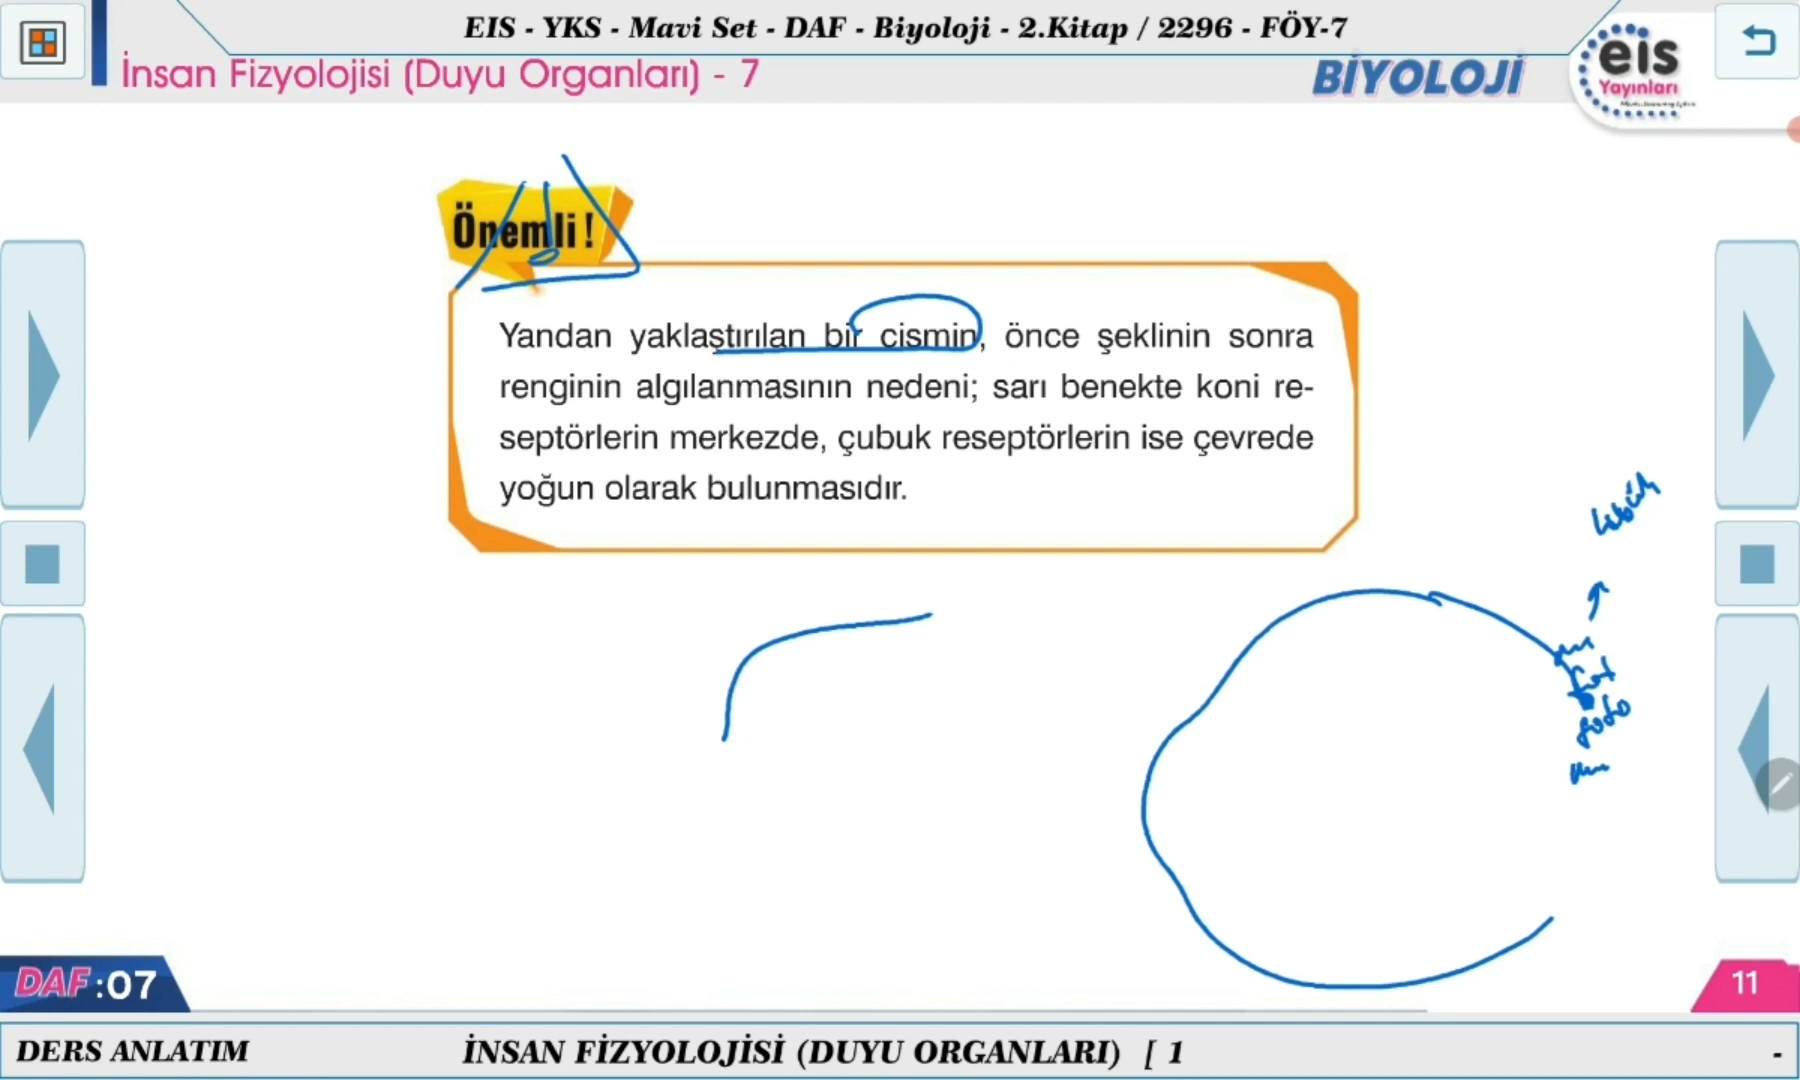 EIS - YKS - Mavi Set - DAF - Biyoloji - 2.Kitap / 2296 - FÖY-7
İnsan Fizyolojisi (Duyu Organları) - 7
BİYOLOJİ
eis
Yayınları
Önemli!
Yandan yaklaştırılan bir cismin, önce şeklinin sonra
renginin algılanmasının nedeni; sarı benekte koni re-
septörlerin merkezde, çubuk reseptörlerin ise çevrede
yoğun olarak bulunmasıdır.
DAF:07
11
DERS ANLATIM
İNSAN FİZYOLOJİSİ (DUYU ORGANLARI) [ 1
-